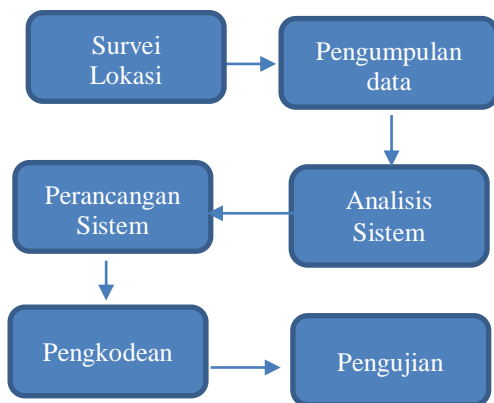 Survei
Lokasi
Pengumpulan
data
Analisis
Sistem
Perancangan
Sistem
Pengkodean
Pengujian